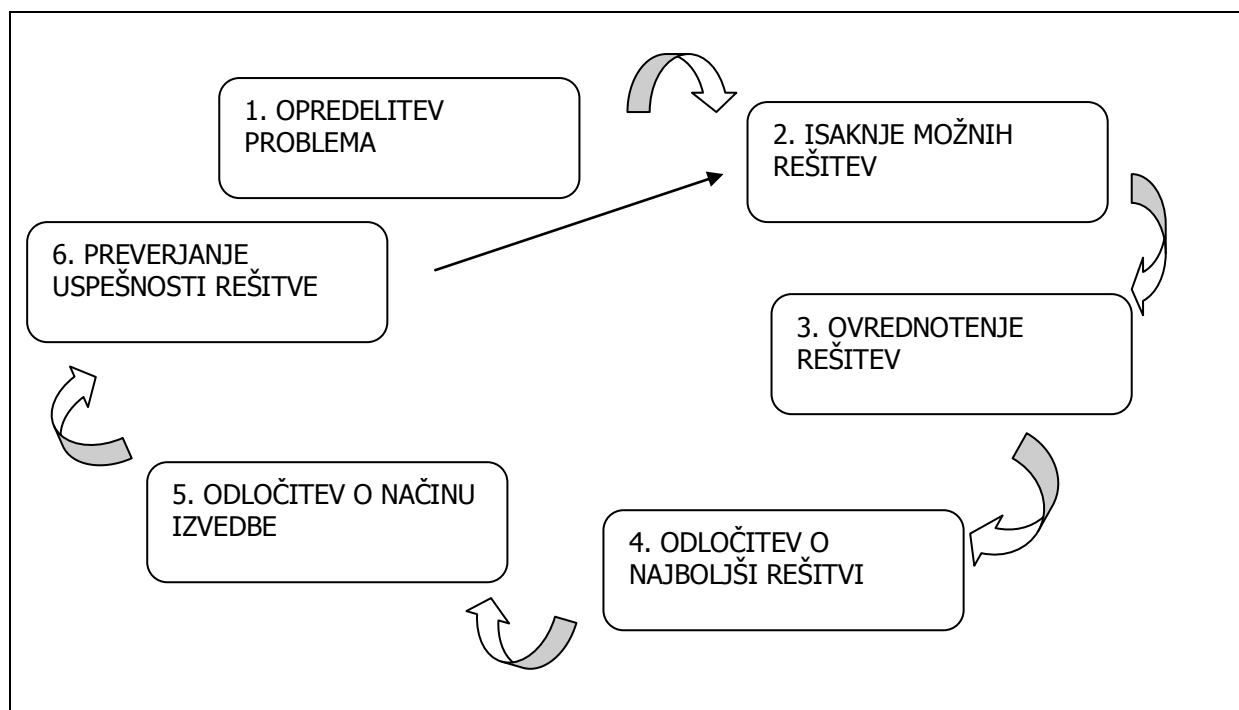 1. OPREDELITEV
PROBLEMA
2. ISAKNJE MOŽNIH
REŠITEV
3. OVREDNOTENJE
REŠITEV
4. ODLOČITEV O
NAJBOLJŠI REŠITVI
5. ODLOČITEV O NAČINU
IZVEDBE
6. PREVERJANJE
USPEŠNOSTI REŠITVE